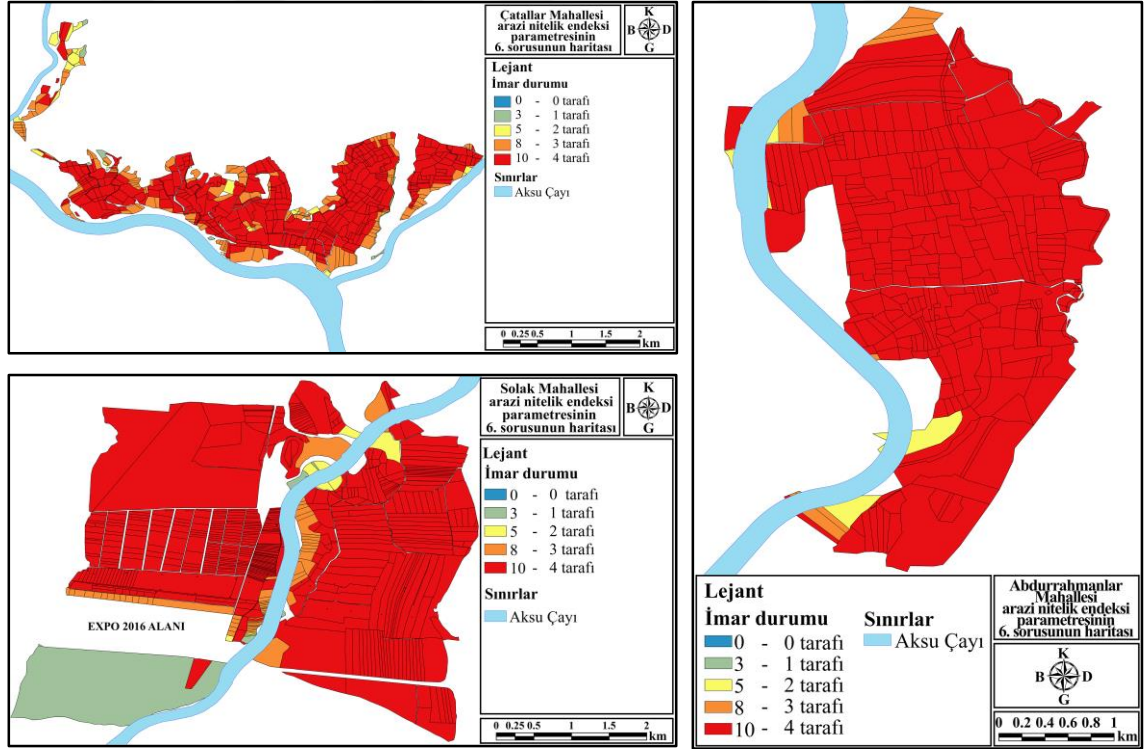 Çatallar Mahallesi
arazi nitelik endeksi
parametresinin
6. sorusunun haritası
K
B D
G
Lejant
İmar durumu
0 - 0 tarafı
3 - 1 tarafı
5 - 2 tarafı
8 - 3 tarafı
10 - 4 tarafı
Sınırlar
Aksu Çayı
0 0.25 0.5 1 1.5 2
km
Solak Mahallesi
arazi nitelik endeksi
parametresinin
6. sorusunun haritası
K
B D
G
Lejant
İmar durumu
0 - 0 tarafı
3 - 1 tarafı
5 - 2 tarafı
8 - 3 tarafı
10 - 4 tarafı
Sınırlar
Aksu Çayı
EXPO 2016 ALANI
0 0.25 0.5 1 1.5 2
km
Lejant
İmar durumu
0 - 0 tarafı
3 - 1 tarafı
5 - 2 tarafı
8 - 3 tarafı
10 - 4 tarafı
Sınırlar
Aksu Çayı
Abdurrahmanlar
Mahallesi
arazi nitelik endeksi
parametresinin
6. sorusunun haritası
K
B D
G
0 0.2 0.4 0.6 0.8 1
km